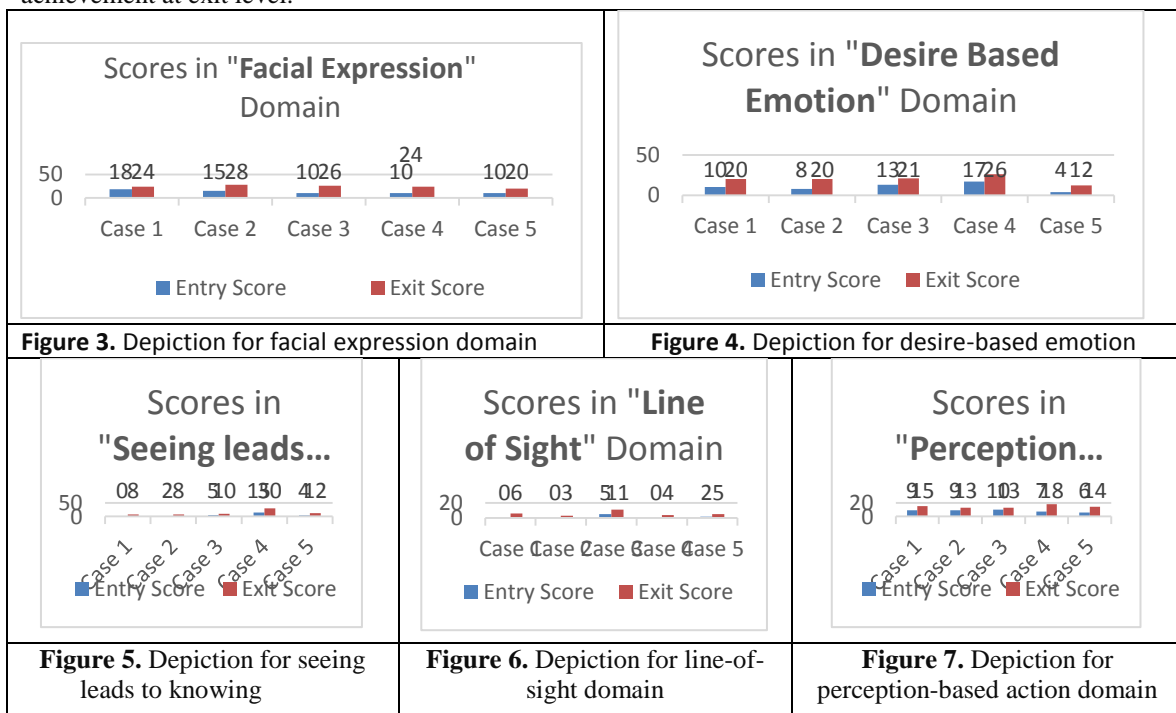 achievement at exit level.
Scores in "Facial Expression"
Domain
50
0
18 24 15 28 10 26 10 24 10 20
Case 1 Case 2 Case 3 Case 4 Case 5
Entry Score Exit Score
Figure 3. Depiction for facial expression domain
Scores in "Desire Based
Emotion" Domain
50
0
10 20 8 20 13 21 17 26 4 12
Case 1 Case 2 Case 3 Case 4 Case 5
Entry Score Exit Score
Figure 4. Depiction for desire-based emotion
Scores in
"Seeing leads…
50
0
0 8 2 8 5 10 30 4 12
Case 1 Case 2 Case 3 Case 4 Case 5
Entry Score Exit Score
Figure 5. Depiction for seeing
leads to knowing
Scores in "Line
of Sight" Domain
20
0
0 6 0 3 5 11 0 4 2 5
Case 1 Case 2 Case 3 Case 4 Case 5
Entry Score Exit Score
Figure 6. Depiction for line-of-
sight domain
Scores in
"Perception…
20
0
9 15 9 13 10 13 7 18 6 14
Case 1 Case 2 Case 3 Case 4 Case 5
Entry Score Exit Score
Figure 7. Depiction for
perception-based action domain